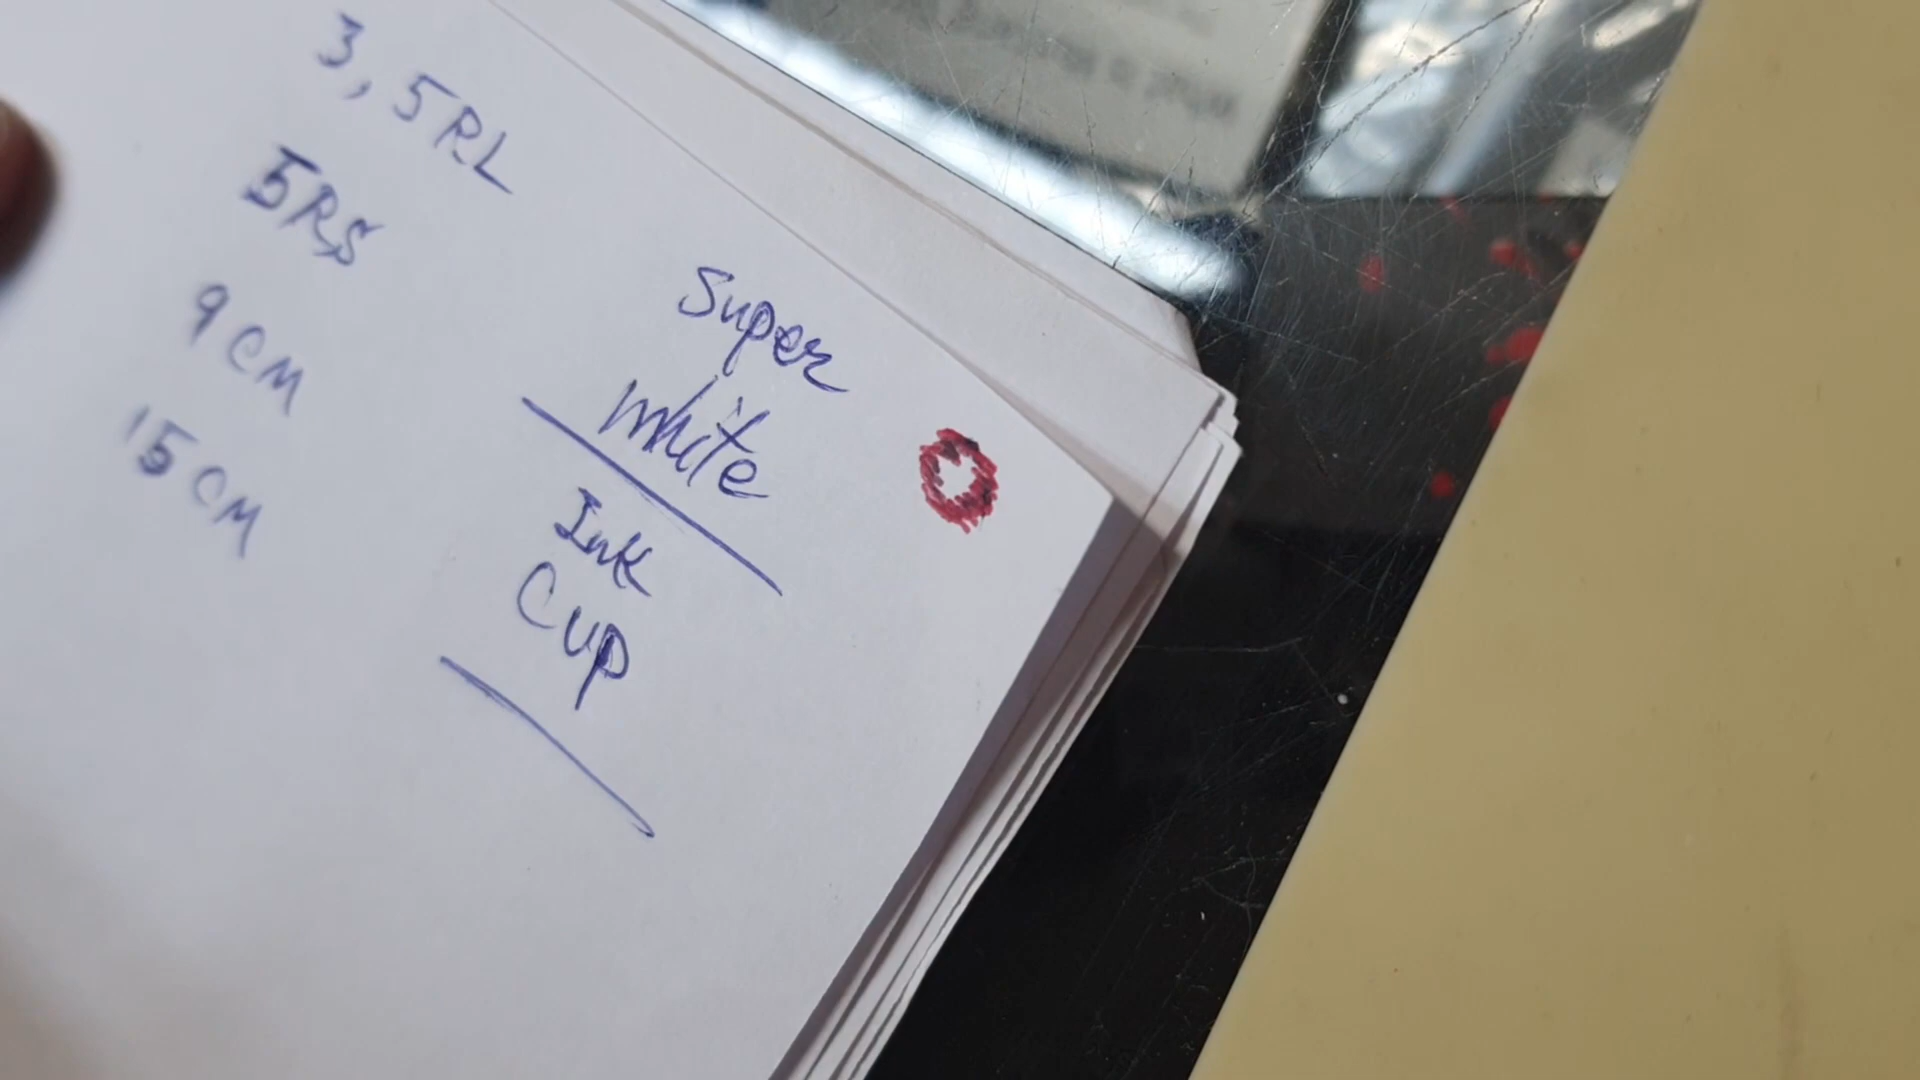 3, 5RL
5RS
9CM
15CM
Super
White
Ink
Cup